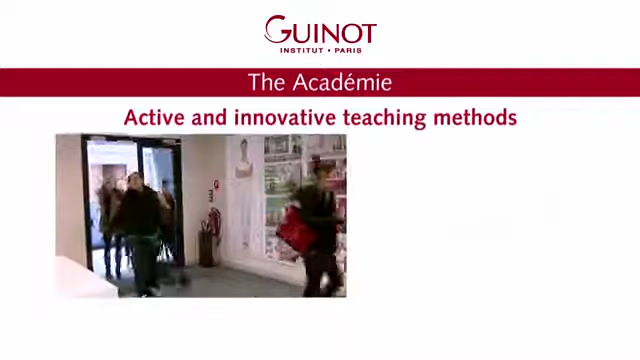 GUINOT
INSTITUT • PARIS
The Académie
Active and innovative teaching methods